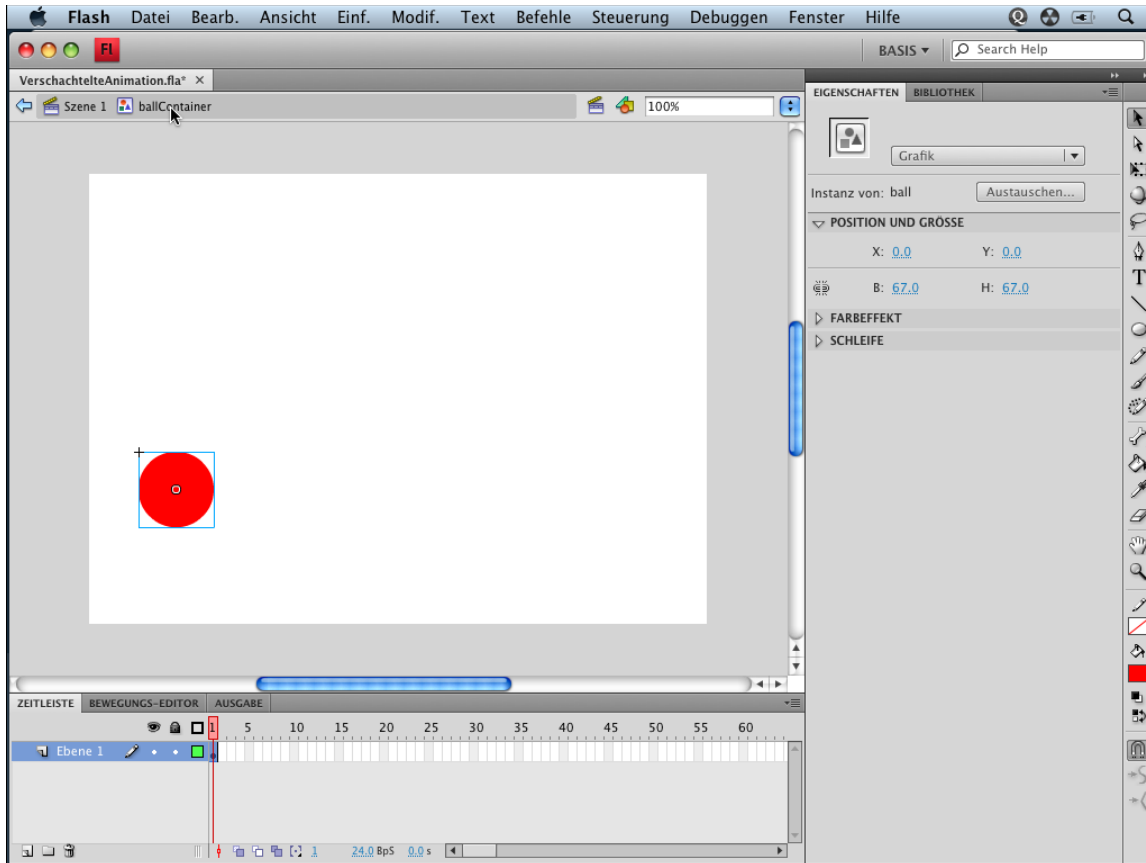 Flash Datei Bearb. Ansicht Einf. Modif. Text Befehle Steuerung Debuggen Fenster Hilfe
FL BASIS Search Help
VerschachtelteAnimation.fla* ×
Szene 1 ballContainer 100%
EIGENSCHAFTEN BIBLIOTHEK
Grafik
Instanz von: ball Austauschen...
POSITION UND GRÖSSE
X: 0.0 Y: 0.0
B: 67.0 H: 67.0
FARBEFFEKT
SCHLEIFE
T
ZEITLEISTE BEWEGUNGS-EDITOR AUSGABE
1 5 10 15 20 25 30 35 40 45 50 55 60
Ebene 1
1 24.0 BpS 0.0 s